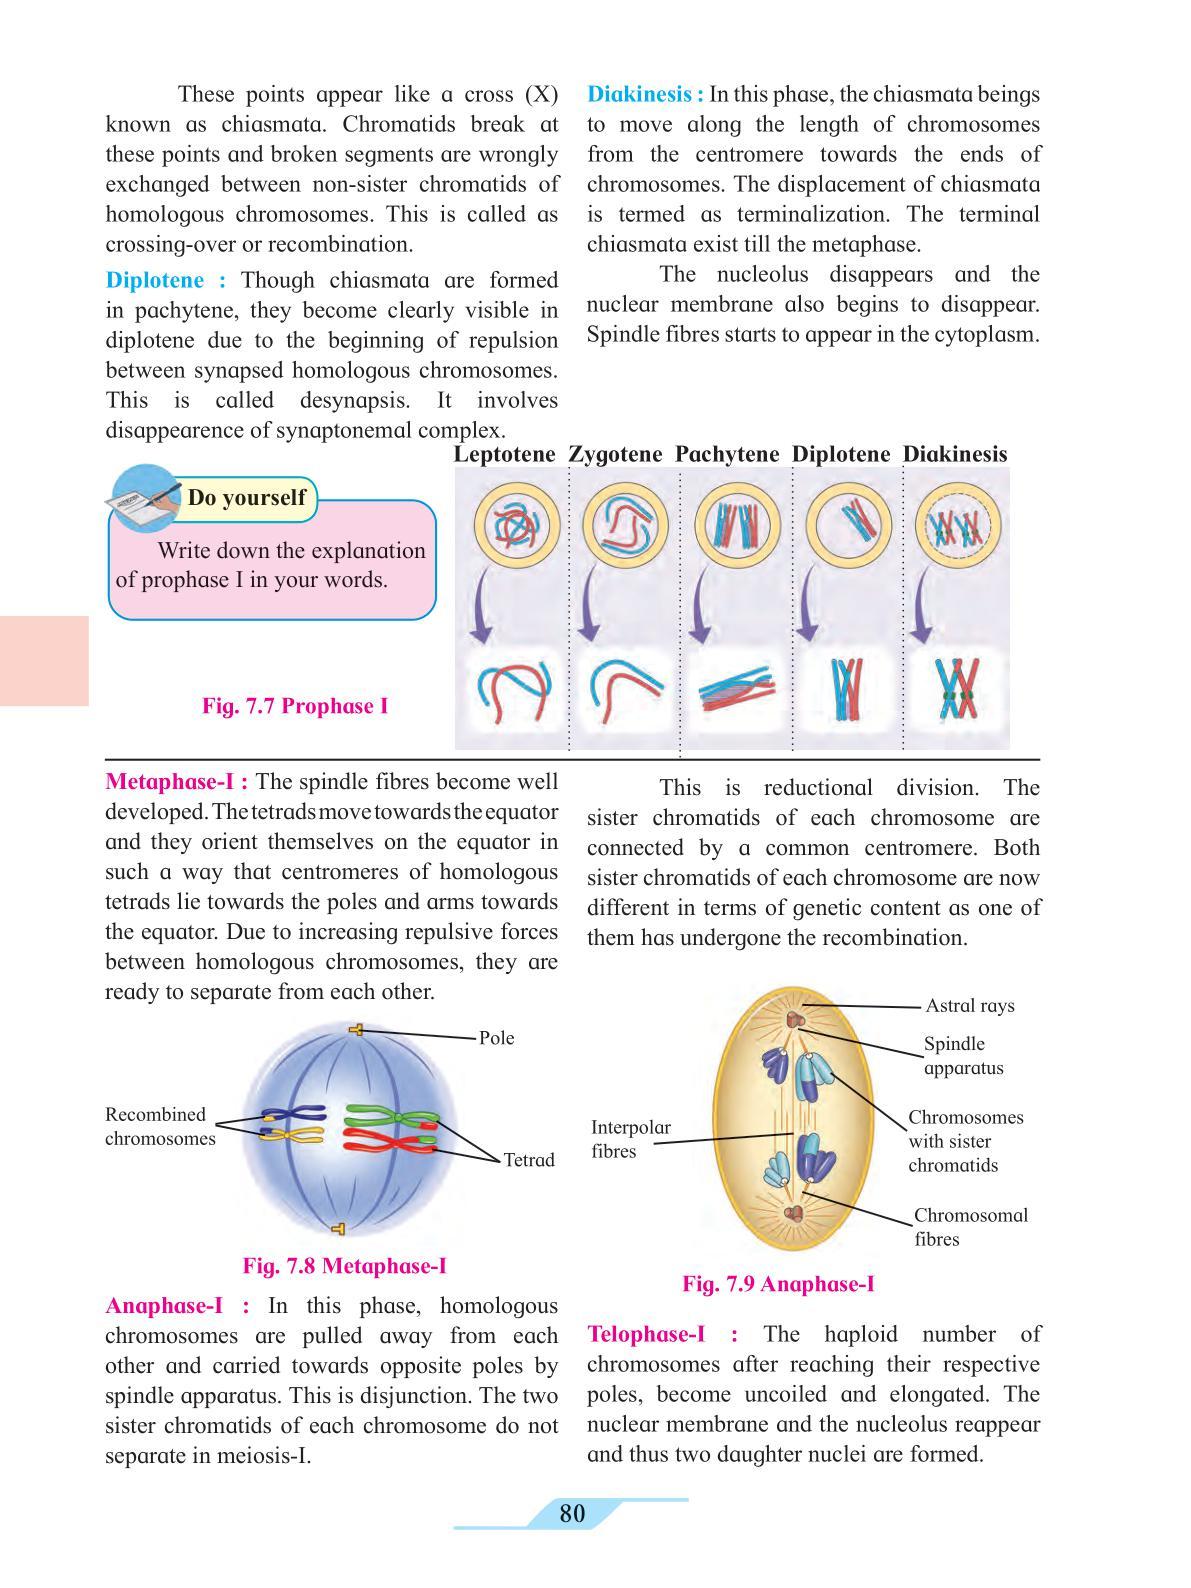 These points appear like a cross (X)
known as chiasmata. Chromatids break at
these points and broken segments are wrongly
exchanged between non-sister chromatids of
homologous chromosomes. This is called as
crossing-over or recombination.
Diplotene : Though chiasmata are formed
in pachytene, they become clearly visible in
diplotene due to the beginning of repulsion
between synapsed homologous chromosomes.
This is called desynapsis. It involves
disappearence of synaptonemal complex.
Diakinesis : In this phase, the chiasmata beings
to move along the length of chromosomes
from the centromere towards the ends of
chromosomes. The displacement of chiasmata
is termed as terminalization. The terminal
chiasmata exist till the metaphase.
The nucleolus disappears and the
nuclear membrane also begins to disappear.
Spindle fibres starts to appear in the cytoplasm.
Do yourself
Write down the explanation
of prophase I in your words.
Leptotene Zygotene Pachytene Diplotene Diakinesis
Fig. 7.7 Prophase I
Metaphase-I : The spindle fibres become well
developed. The tetrads move towards the equator
and they orient themselves on the equator in
such a way that centromeres of homologous
tetrads lie towards the poles and arms towards
the equator. Due to increasing repulsive forces
between homologous chromosomes, they are
ready to separate from each other.
Pole
Recombined
chromosomes
Tetrad
Fig. 7.8 Metaphase-I
Anaphase-I : In this phase, homologous
chromosomes are pulled away from each
other and carried towards opposite poles by
spindle apparatus. This is disjunction. The two
sister chromatids of each chromosome do not
separate in meiosis-I.
This is reductional division. The
sister chromatids of each chromosome are
connected by a common centromere. Both
sister chromatids of each chromosome are now
different in terms of genetic content as one of
them has undergone the recombination.
Astral rays
Spindle
apparatus
Chromosomes
with sister
chromatids
Interpolar
fibres
Chromosomal
fibres
Fig. 7.9 Anaphase-I
Telophase-I : The haploid number of
chromosomes after reaching their respective
poles, become uncoiled and elongated. The
nuclear membrane and the nucleolus reappear
and thus two daughter nuclei are formed.
80